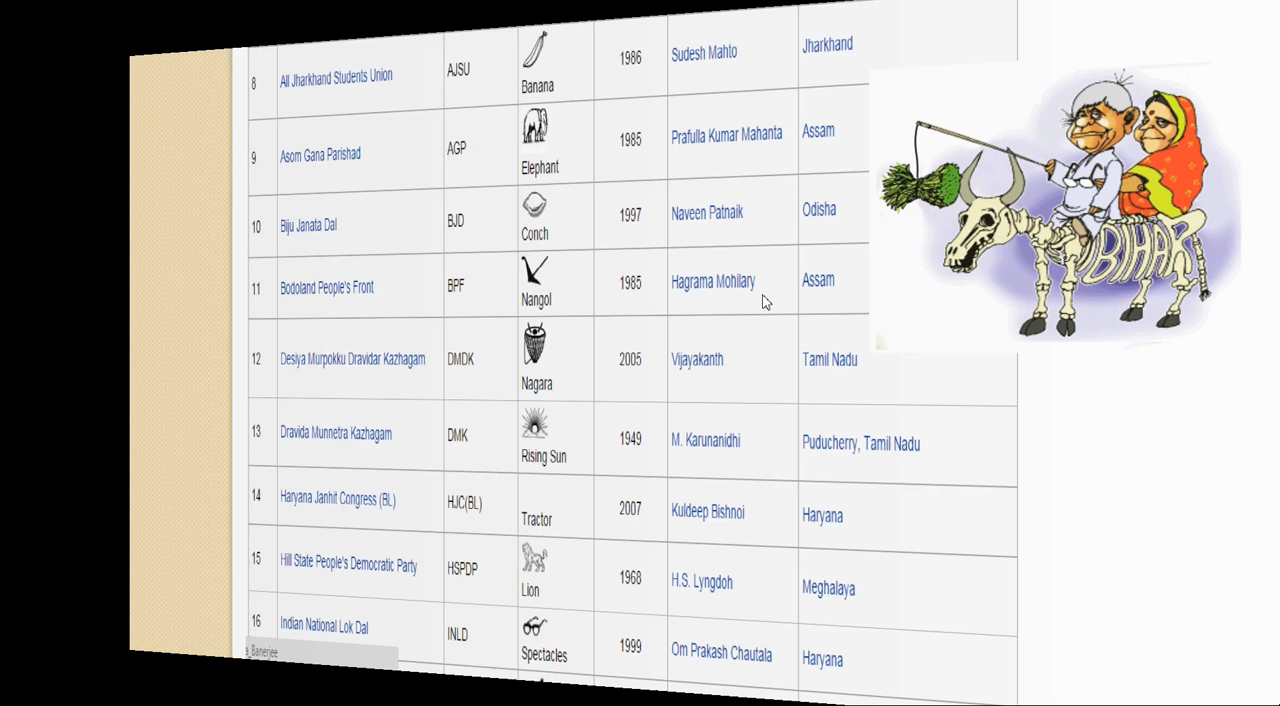 8 All Jharkhand Students Union AJSU Banana 1986 Sudesh Mahto Jharkhand
9 Asom Gana Parishad AGP Elephant 1985 Prafulla Kumar Mahanta Assam
10 Biju Janata Dal BJD Conch 1997 Naveen Patnaik Odisha
11 Bodoland People's Front BPF Nangol 1985 Hagrama Mohilary Assam
12 Desiya Murpokku Dravidar Kazhagam DMDK Nagara 2005 Vijayakanth Tamil Nadu
13 Dravida Munnetra Kazhagam DMK Rising Sun 1949 M. Karunanidhi Puducherry, Tamil Nadu
14 Haryana Janhit Congress (BL) HJC(BL) Tractor 2007 Kuldeep Bishnoi Haryana
15 Hill State People's Democratic Party HSPDP Lion 1968 H.S. Lyngdoh Meghalaya
16 Indian National Lok Dal INLD Spectacles 1999 Om Prakash Chautala Haryana
a_Banerjee
BIHAR